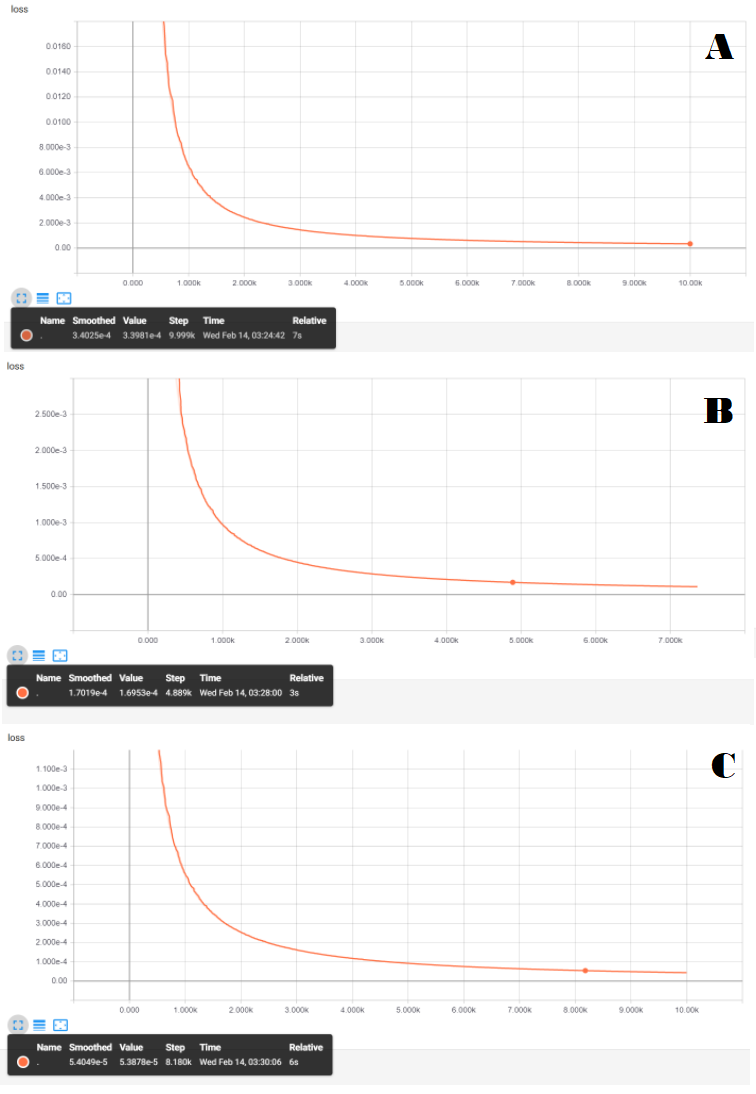 loss
A
0.0160
0.0140
0.0120
0.0100
8.000e-3
6.000e-3
4.000e-3
2.000e-3
0.00
0.000 1.000k 2.000k 3.000k 4.000k 5.000k 6.000k 7.000k 8.000k 9.000k 10.00k
Name Smoothed Value Step Time Relative
. 3.4025e-4 3.3981e-4 9.999k Wed Feb 14, 03:24:42 7s
loss
B
2.500e-3
2.000e-3
1.500e-3
1.000e-3
5.000e-4
0.00
0.000 1.000k 2.000k 3.000k 4.000k 5.000k 6.000k 7.000k
Name Smoothed Value Step Time Relative
. 1.7019e-4 1.6953e-4 4.889k Wed Feb 14, 03:28:00 3s
loss
C
1.100e-3
1.000e-3
9.000e-4
8.000e-4
7.000e-4
6.000e-4
5.000e-4
4.000e-4
3.000e-4
2.000e-4
1.000e-4
0.00
0.000 1.000k 2.000k 3.000k 4.000k 5.000k 6.000k 7.000k 8.000k 9.000k 10.00k
Name Smoothed Value Step Time Relative
. 5.4049e-5 5.3878e-5 8.180k Wed Feb 14, 03:30:06 6s